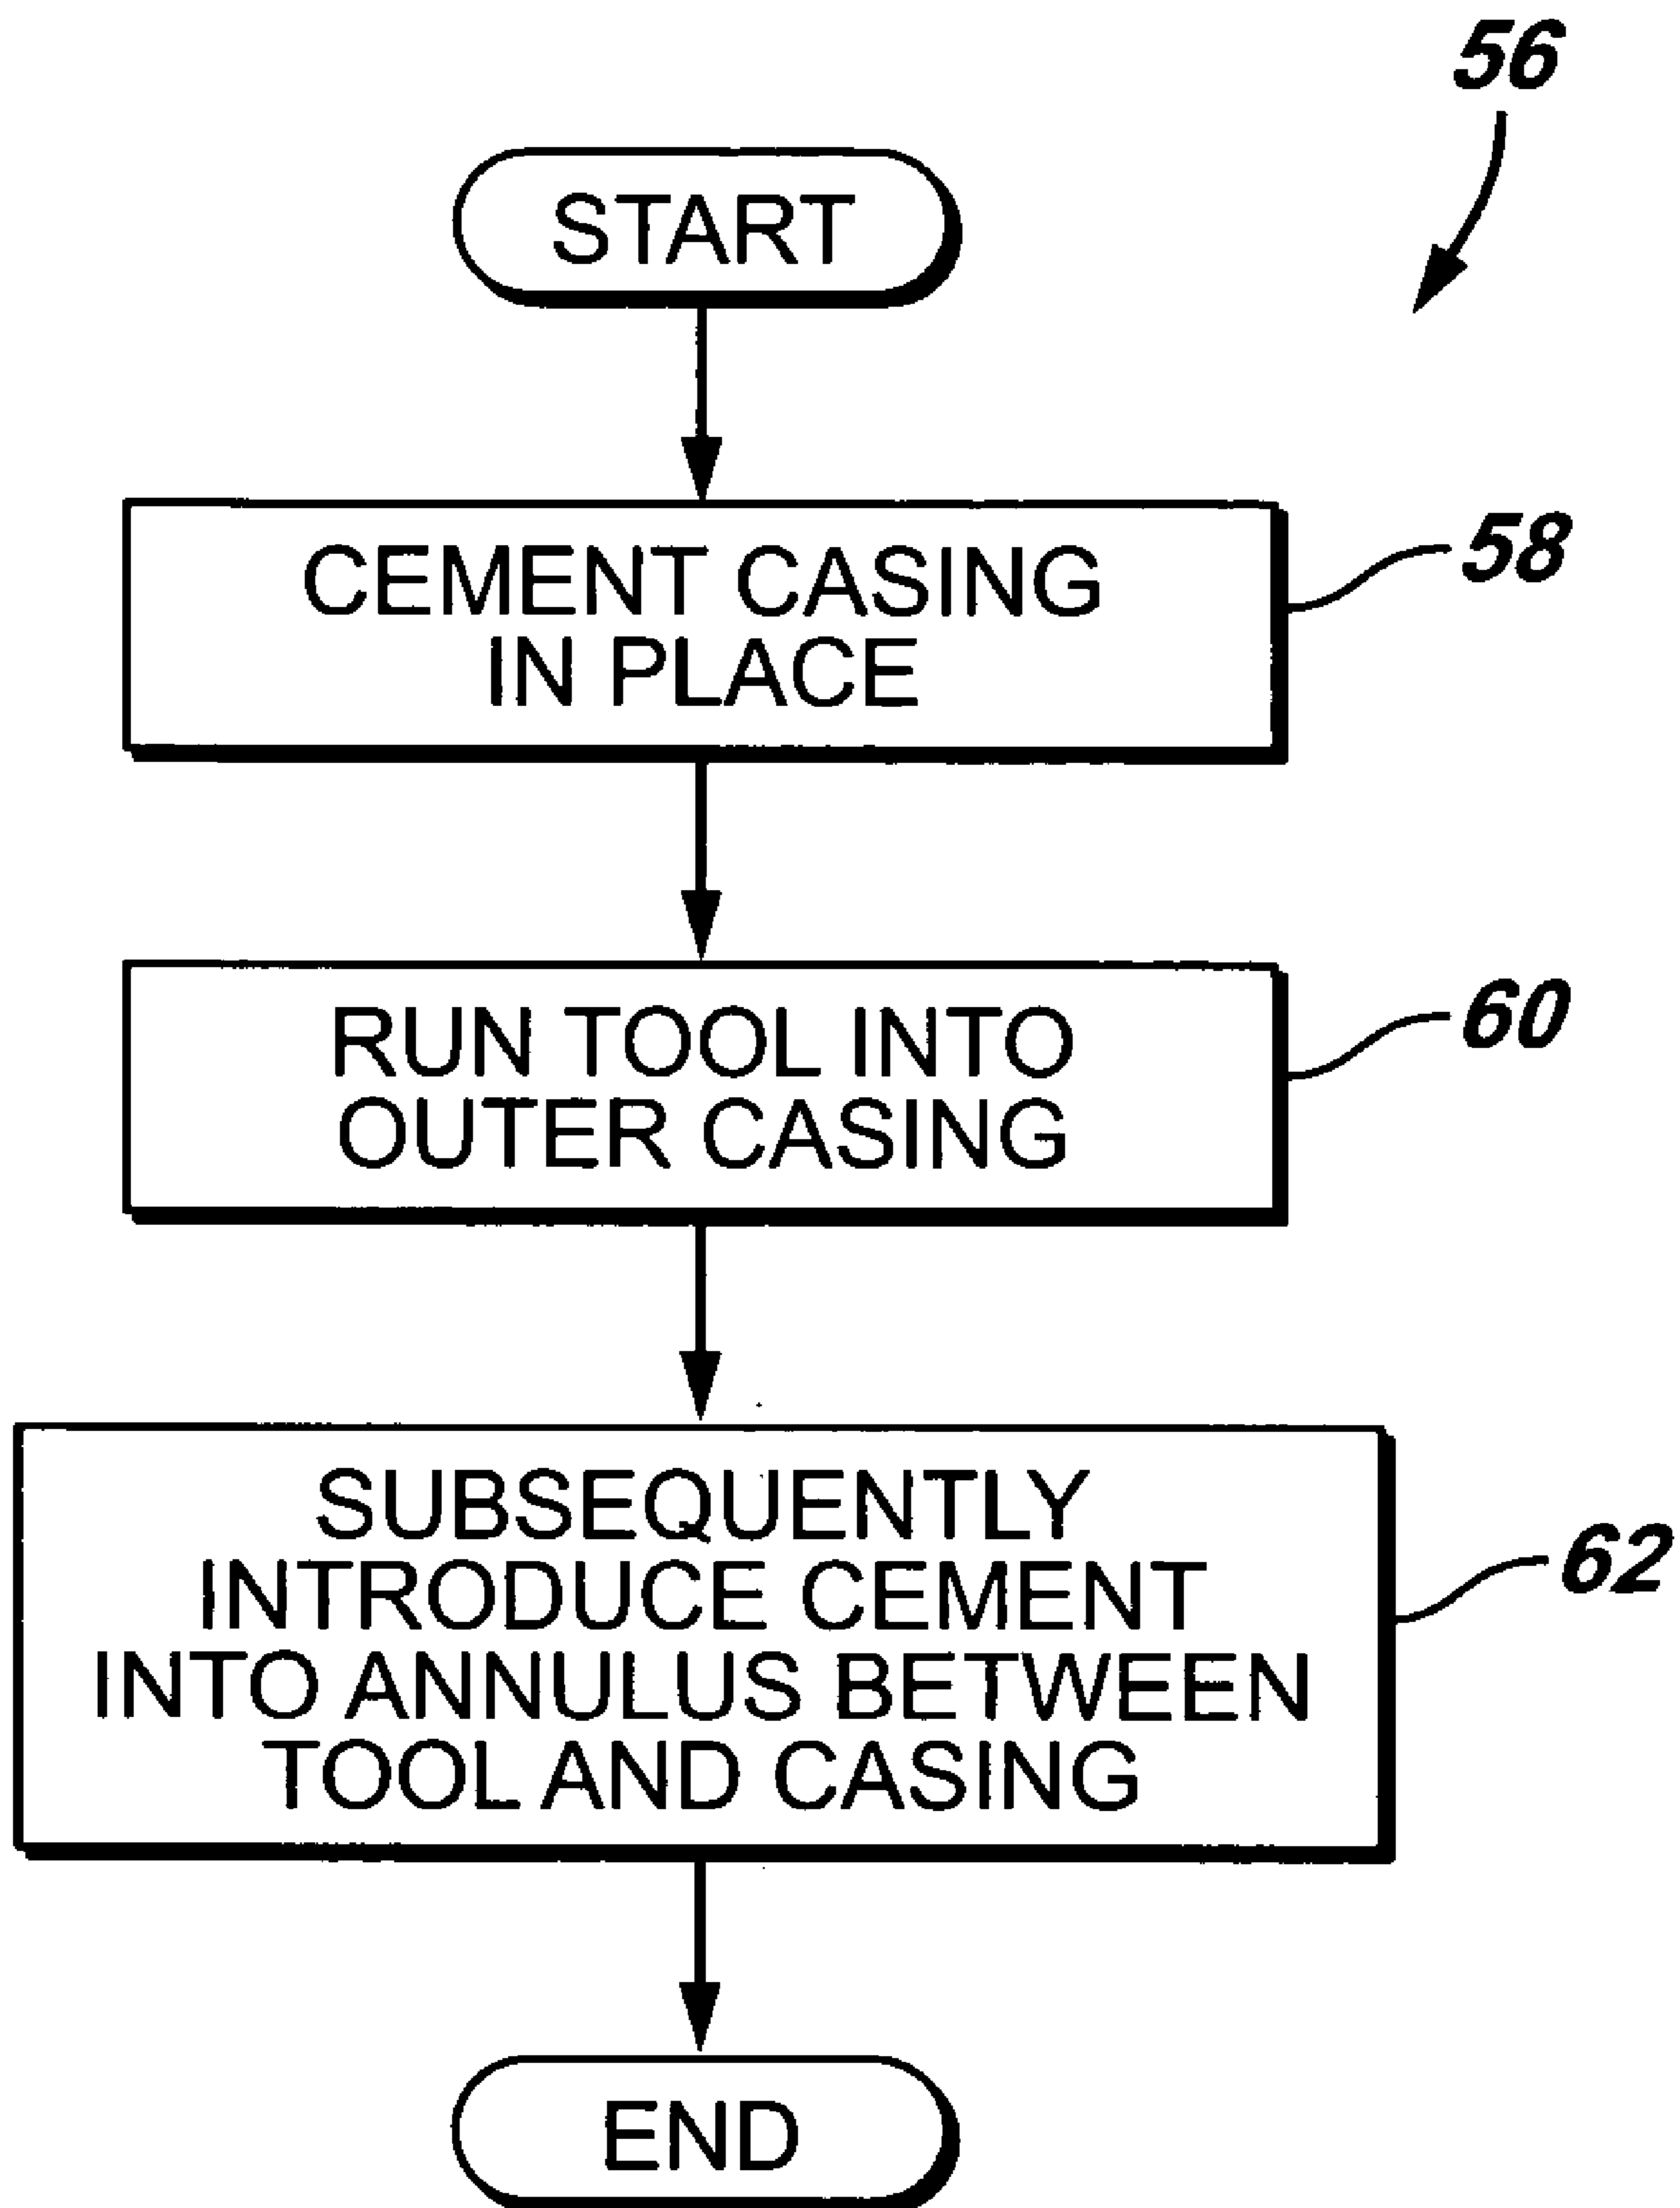 56
START
CEMENT CASING
IN PLACE
58
RUN TOOL INTO
OUTER CASING
60
SUBSEQUENTLY
INTRODUCE CEMENT
INTO ANNULUS BETWEEN
TOOL AND CASING
62
END